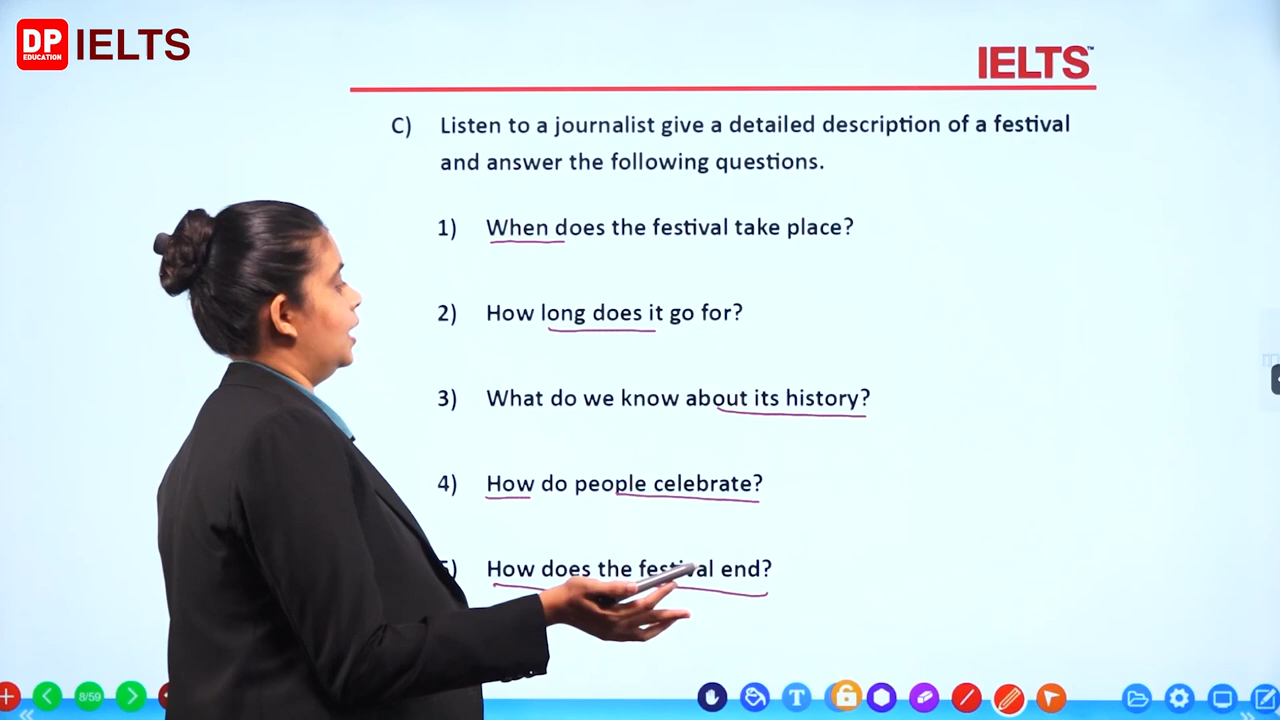 DP
EDUCATION
IELTS
IELTS™
C) Listen to a journalist give a detailed description of a festival
and answer the following questions.
1) When does the festival take place?
2) How long does it go for?
3) What do we know about its history?
4) How do people celebrate?
5) How does the festival end?
8/59